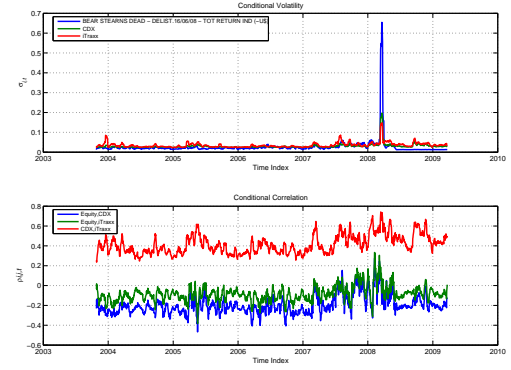 Conditional Volatility
0.7
0.6
0.5
0.4
0.3
0.2
0.1
0
σi,t
BEAR STEARNS DEAD – DELIST.16/06/08 – TOT RETURN IND (~U$)
CDX
iTraxx
2003 2004 2005 2006 2007 2008 2009 2010
Time Index
Conditional Correlation
0.8
0.6
0.4
0.2
0
−0.2
−0.4
−0.6
ρi,j,t
Equity,CDX
Equity,iTraxx
CDX,iTraxx
2003 2004 2005 2006 2007 2008 2009 2010
Time Index